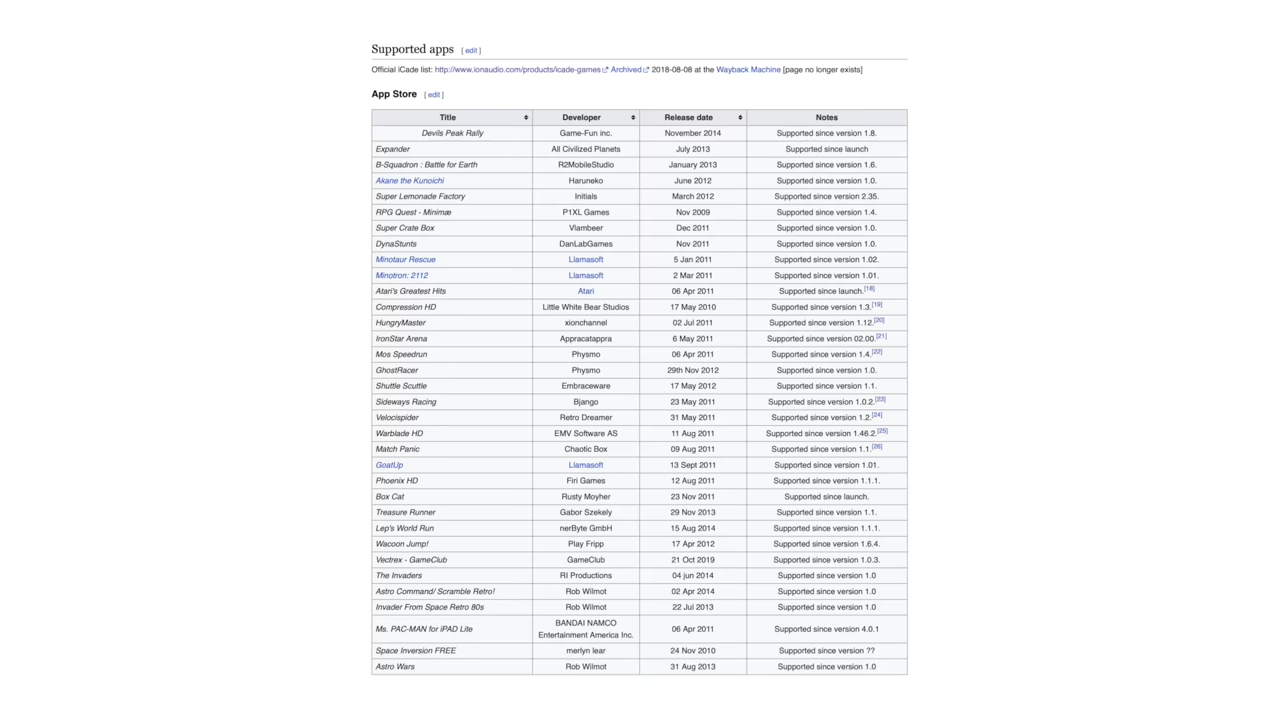 Supported apps [ edit ]
Official iCade list: http://www.ionaudio.com/products/icade-games Archived 2018-08-08 at the Wayback Machine [page no longer exists]
App Store [ edit ]
Title Developer Release date Notes
Devils Peak Rally Game-Fun inc. November 2014 Supported since version 1.8.
Expander All Civilized Planets July 2013 Supported since launch
B-Squadron : Battle for Earth R2MobileStudio January 2013 Supported since version 1.6.
Akane the Kunoichi Haruneko June 2012 Supported since version 1.0.
Super Lemonade Factory Initials March 2012 Supported since version 2.35.
RPG Quest - Minimæ P1XL Games Nov 2009 Supported since version 1.4.
Super Crate Box Vlambeer Dec 2011 Supported since version 1.0.
DynaStunts DanLabGames Nov 2011 Supported since version 1.0.
Minotaur Rescue Llamasoft 5 Jan 2011 Supported since version 1.02.
Minotron: 2112 Llamasoft 2 Mar 2011 Supported since version 1.01.
Atari's Greatest Hits Atari 06 Apr 2011 Supported since launch.[18]
Compression HD Little White Bear Studios 17 May 2010 Supported since version 1.3.[19]
HungryMaster xionchannel 02 Jul 2011 Supported since version 1.12.[20]
IronStar Arena Appracatappra 6 May 2011 Supported since version 02.00.[21]
Mos Speedrun Physmo 06 Apr 2011 Supported since version 1.4.[22]
GhostRacer Physmo 29th Nov 2012 Supported since version 1.0.
Shuttle Scuttle Embraceware 17 May 2012 Supported since version 1.1.
Sideways Racing Bjango 23 May 2011 Supported since version 1.0.2.[23]
Velocispider Retro Dreamer 31 May 2011 Supported since version 1.2.[24]
Warblade HD EMV Software AS 11 Aug 2011 Supported since version 1.46.2.[25]
Match Panic Chaotic Box 09 Aug 2011 Supported since version 1.1.[26]
GoatUp Llamasoft 13 Sept 2011 Supported since version 1.01.
Phoenix HD Firi Games 12 Aug 2011 Supported since version 1.1.1.
Box Cat Rusty Moyher 23 Nov 2011 Supported since launch.
Treasure Runner Gabor Szekely 29 Nov 2013 Supported since version 1.1.
Lep's World Run nerByte GmbH 15 Aug 2014 Supported since version 1.1.1.
Wacoon Jump! Play Fripp 17 Apr 2012 Supported since version 1.6.4.
Vectrex - GameClub GameClub 21 Oct 2019 Supported since version 1.0.3.
The Invaders RI Productions 04 jun 2014 Supported since version 1.0
Astro Command/ Scramble Retro! Rob Wilmot 02 Apr 2014 Supported since version 1.0
Invader From Space Retro 80s Rob Wilmot 22 Jul 2013 Supported since version 1.0
Ms. PAC-MAN for iPAD Lite BANDAI NAMCO
Entertainment America Inc. 06 Apr 2011 Supported since version 4.0.1
Space Inversion FREE merlyn lear 24 Nov 2010 Supported since version ??
Astro Wars Rob Wilmot 31 Aug 2013 Supported since version 1.0